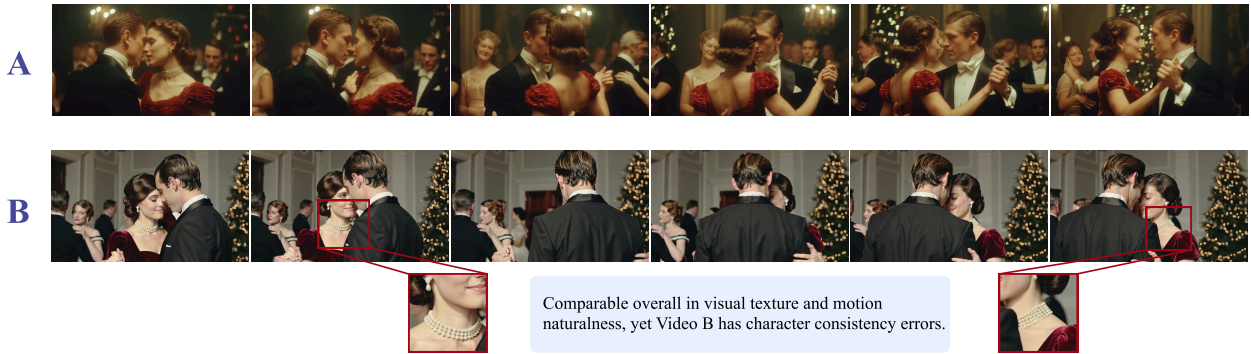 A
B
Comparable overall in visual texture and motion
naturalness, yet Video B has character consistency errors.